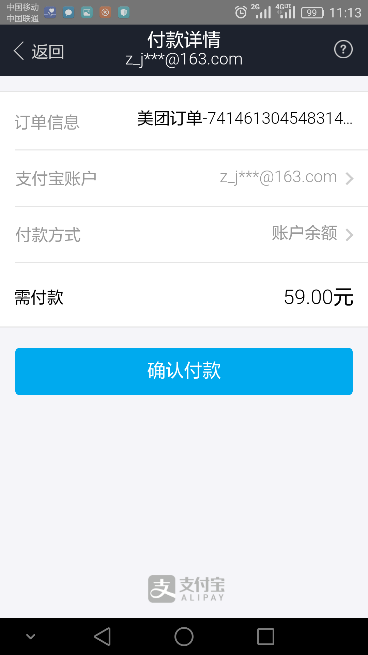 中国移动
中国联通
2G
4G
99
11:13
返回
付款详情
z_j***@163.com
?
订单信息
美团订单-741461304548314...
支付宝账户
z_j***@163.com
付款方式
账户余额
需付款
59.00元
确认付款
支
支付宝
ALIPAY